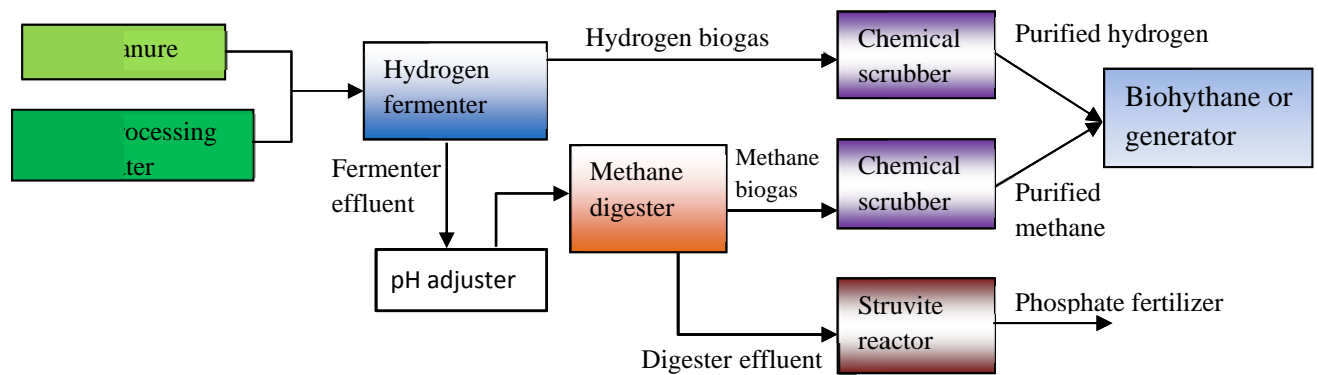 anure
rocessing
ter
Hydrogen
fermenter
Hydrogen biogas
Chemical
scrubber
Purified hydrogen
Biohythane or
generator
Fermenter
effluent
pH adjuster
Methane
digester
Methane
biogas
Chemical
scrubber
Purified
methane
Digester effluent
Struvite
reactor
Phosphate fertilizer